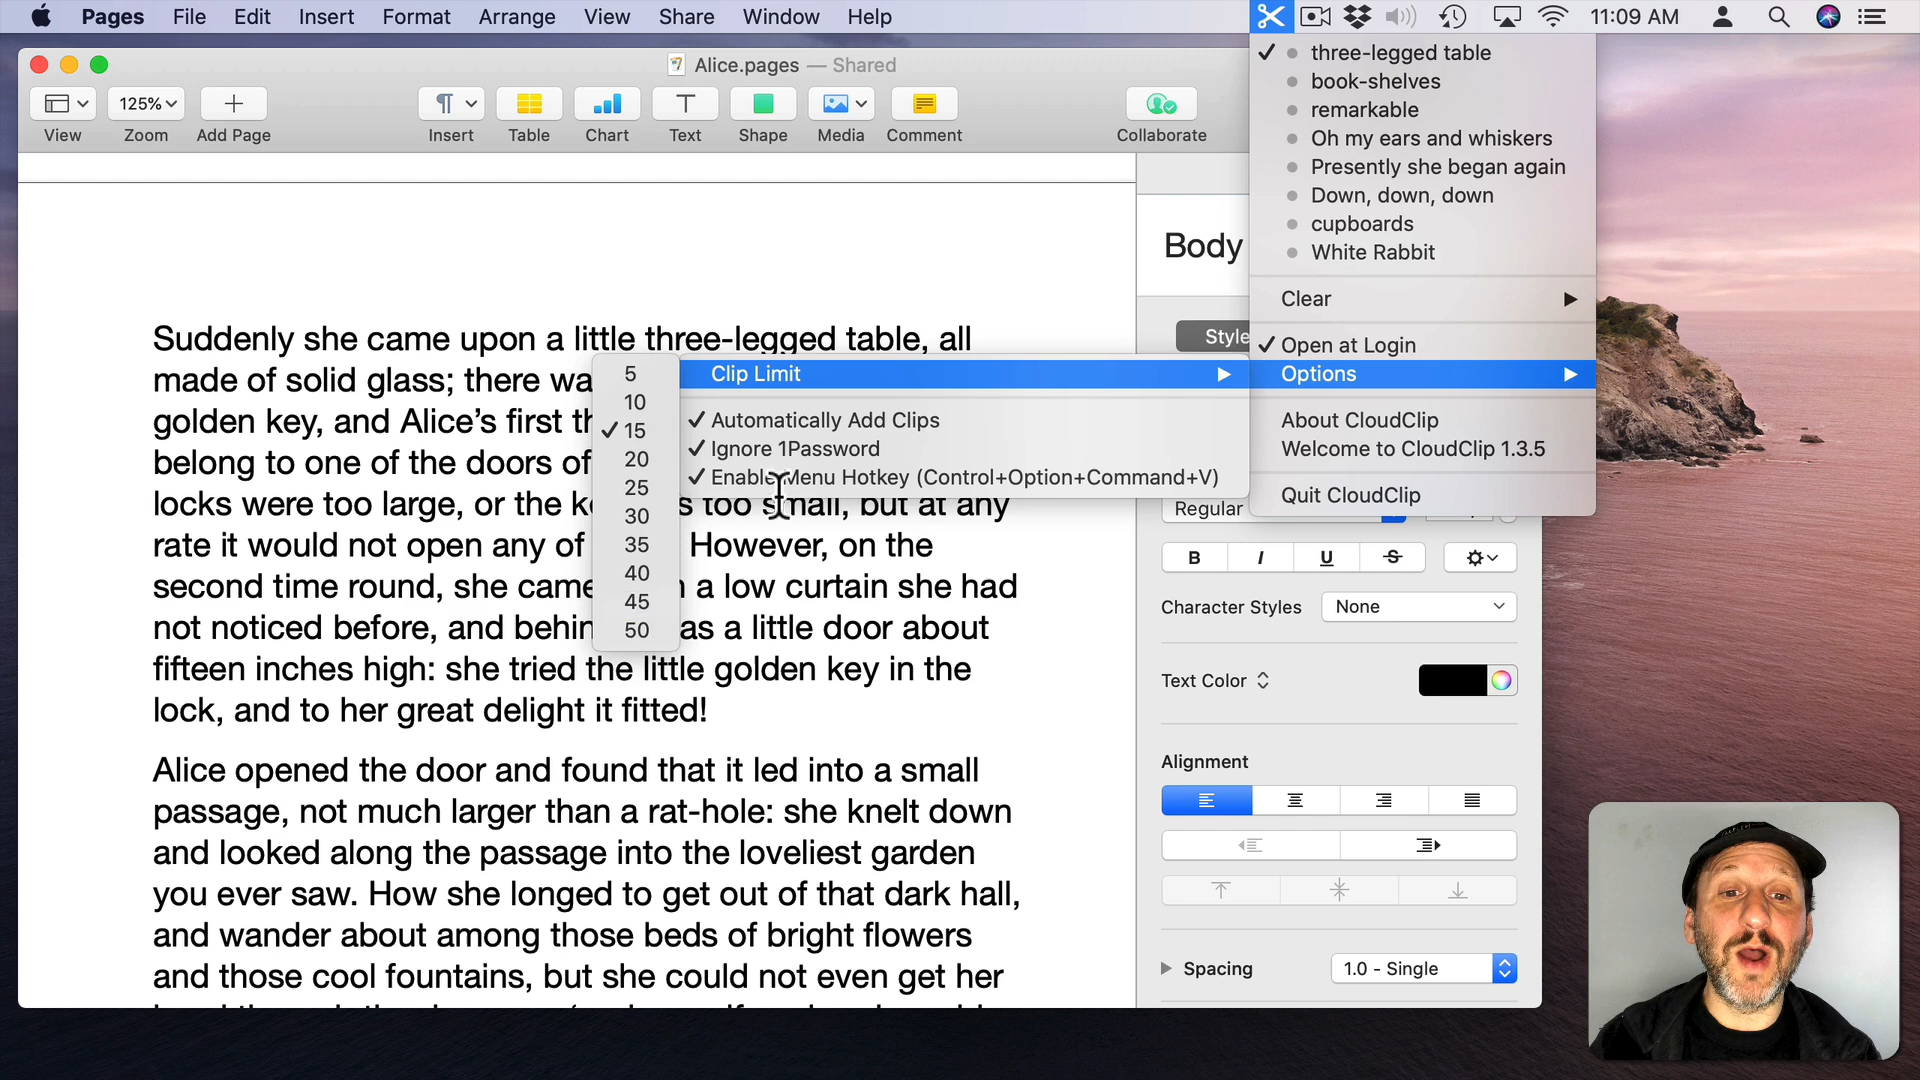 Pages File Edit Insert Format Arrange View Share Window Help 11:09 AM
Alice.pages — Shared
125%
View Zoom Add Page Insert Table Chart Text Shape Media Comment Collaborate
three-legged table
book-shelves
remarkable
Oh my ears and whiskers
Presently she began again
Down, down, down
cupboards
White Rabbit
Clear
Open at Login
Options
About CloudClip
Welcome to CloudClip 1.3.5
Quit CloudClip
Clip Limit
Automatically Add Clips
Ignore 1Password
Enable Menu Hotkey (Control+Option+Command+V)
5
10
15
20
25
30
35
40
45
50
Suddenly she came upon a little three-legged table, all
made of solid glass; there wa
golden key, and Alice’s first th
belong to one of the doors of
locks were too large, or the k s too small, but at any
rate it would not open any of However, on the
second time round, she came a low curtain she had
not noticed before, and behin as a little door about
fifteen inches high: she tried the little golden key in the
lock, and to her great delight it fitted!
Alice opened the door and found that it led into a small
passage, not much larger than a rat-hole: she knelt down
and looked along the passage into the loveliest garden
you ever saw. How she longed to get out of that dark hall,
and wander about among those beds of bright flowers
and those cool fountains, but she could not even get her
Body
Style
Regular
B I U S
Character Styles None
Text Color
Alignment
Spacing 1.0 - Single